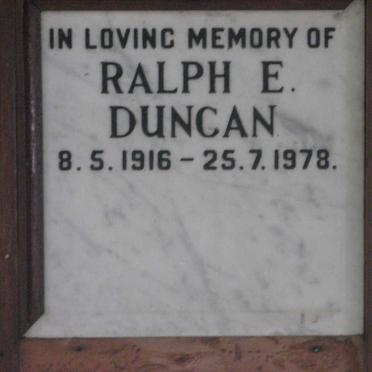 IN LOVING MEMORY OF
RALPH E.
DUNCAN
8. 5. 1916 – 25. 7. 1978.